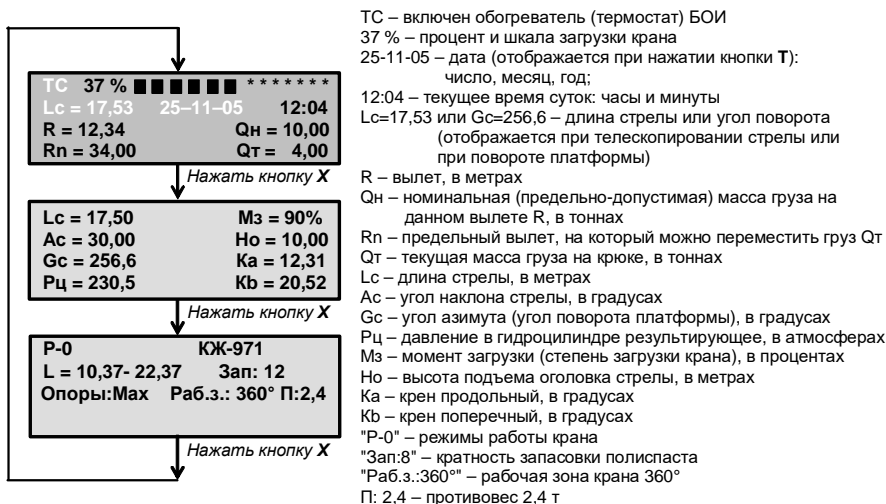 ТС 37 % ■ ■ ■ ■ ■ ■ * * * * * * *
Lc = 17,53 25–11–05 12:04
R = 12,34 Qн = 10,00
Rn = 34,00 Qт = 4,00
Нажать кнопку X
Lc = 17,50 Мз = 90%
Ac = 30,00 Ho = 10,00
Gc = 256,6 Ка = 12,31
Рц = 230,5 Кb = 20,52
Нажать кнопку X
Р-0 КЖ-971
L = 10,37- 22,37 Зап: 12
Опоры:Max Раб.з.: 360° П:2,4
Нажать кнопку X
ТС – включен обогреватель (термостат) БОИ
37 % – процент и шкала загрузки крана
25-11-05 – дата (отображается при нажатии кнопки Т):
число, месяц, год;
12:04 – текущее время суток: часы и минуты
Lc=17,53 или Gc=256,6 – длина стрелы или угол поворота
(отображается при телескопировании стрелы или
при повороте платформы)
R – вылет, в метрах
Qн – номинальная (предельно-допустимая) масса груза на
данном вылете R, в тоннах
Rn – предельный вылет, на который можно переместить груз Qт
Qт – текущая масса груза на крюке, в тоннах
Lc – длина стрелы, в метрах
Ac – угол наклона стрелы, в градусах
Gc – угол азимута (угол поворота платформы), в градусах
Рц – давление в гидроцилиндре результирующее, в атмосферах
Мз – момент загрузки (степень загрузки крана), в процентах
Но – высота подъема оголовка стрелы, в метрах
Ка – крен продольный, в градусах
Кb – крен поперечный, в градусах
"Р-0" – режимы работы крана
"Зап:8" – кратность запасовки полиспаста
"Раб.з.:360°" – рабочая зона крана 360°
П: 2,4 – противовес 2,4 т